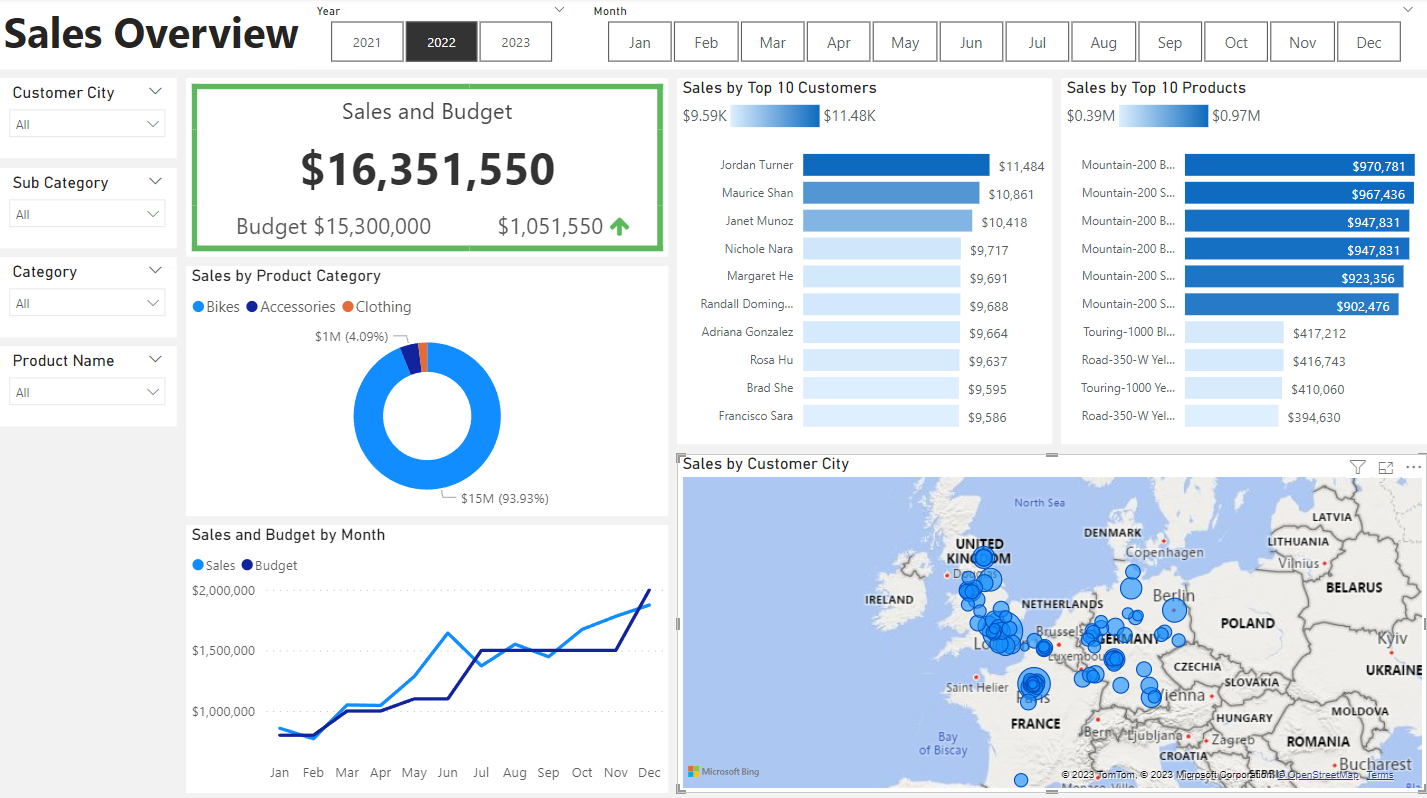 Sales Overview
Year
2021
2022
2023
Month
Jan
Feb
Mar
Apr
May
Jun
Jul
Aug
Sep
Oct
Nov
Dec
Customer City
All
Sub Category
All
Category
All
Product Name
All
Sales and Budget
$16,351,550
Budget $15,300,000
$1,051,550
Sales by Product Category
Bikes Accessories Clothing
$1M (4.09%)
$15M (93.93%)
Sales and Budget by Month
Sales Budget
$2,000,000
$1,500,000
$1,000,000
Jan Feb Mar Apr May Jun Jul Aug Sep Oct Nov Dec
Sales by Top 10 Customers
$9.59K $11.48K
Jordan Turner $11,484
Maurice Shan $10,861
Janet Munoz $10,418
Nichole Nara $9,717
Margaret He $9,691
Randall Doming... $9,688
Adriana Gonzalez $9,664
Rosa Hu $9,637
Brad She $9,595
Francisco Sara $9,586
Sales by Top 10 Products
$0.39M $0.97M
Mountain-200 B... $970,781
Mountain-200 S... $967,436
Mountain-200 B... $947,831
Mountain-200 B... $947,831
Mountain-200 S... $923,356
Mountain-200 S... $902,476
Touring-1000 Bl... $417,212
Road-350-W Yel... $416,743
Touring-1000 Ye... $410,060
Road-350-W Yel... $394,630
Sales by Customer City
North Sea
LATVIA
DENMARK
LITHUANIA
UNITED
KINGDOM
Copenhagen
Vilnius
BELARUS
IRELAND
NETHERLANDS
Berlin
POLAND
Brussels
GERMANY
Kyiv
Luxembou
CZECHIA
UKRAINE
SLOVAKIA
Saint Helier
Paris
Vienna
HUNGARY
MOLDOVA
FRANCE
Bern
Ljubljana
Zagreb
ROMANIA
Bay
of Biscay
CROATIA
Bucharest
Microsoft Bing
© 2023 TomTom, © 2023 Microsoft Corporation, © OpenStreetMap Terms